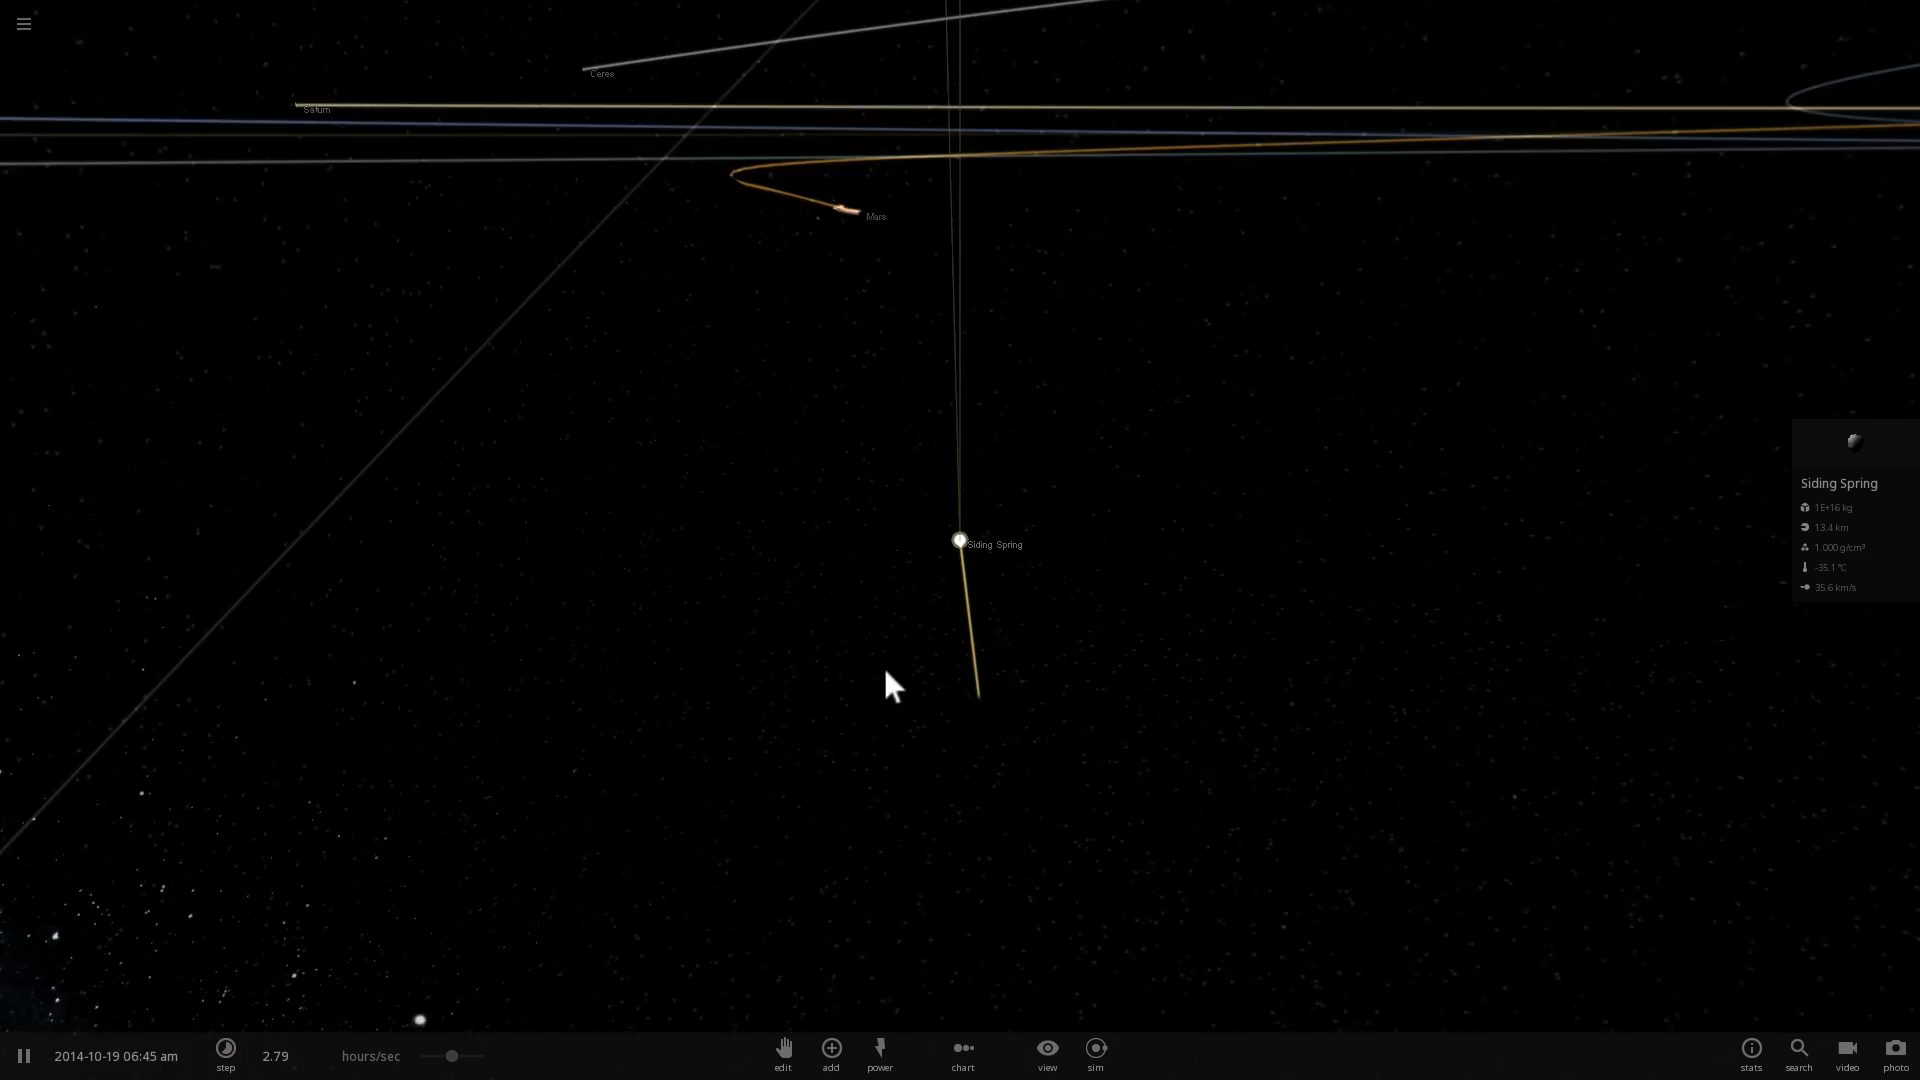 Ceres
Saturn
Mars
Siding Spring
Siding Spring
1E+16 kg
13.4 km
1.000 g/cm³
-35.1 °C
35.6 km/s
2014-10-19 06:45 am
step
2.79
hours/sec
edit
add
power
chart
view
sim
stats
search
video
photo